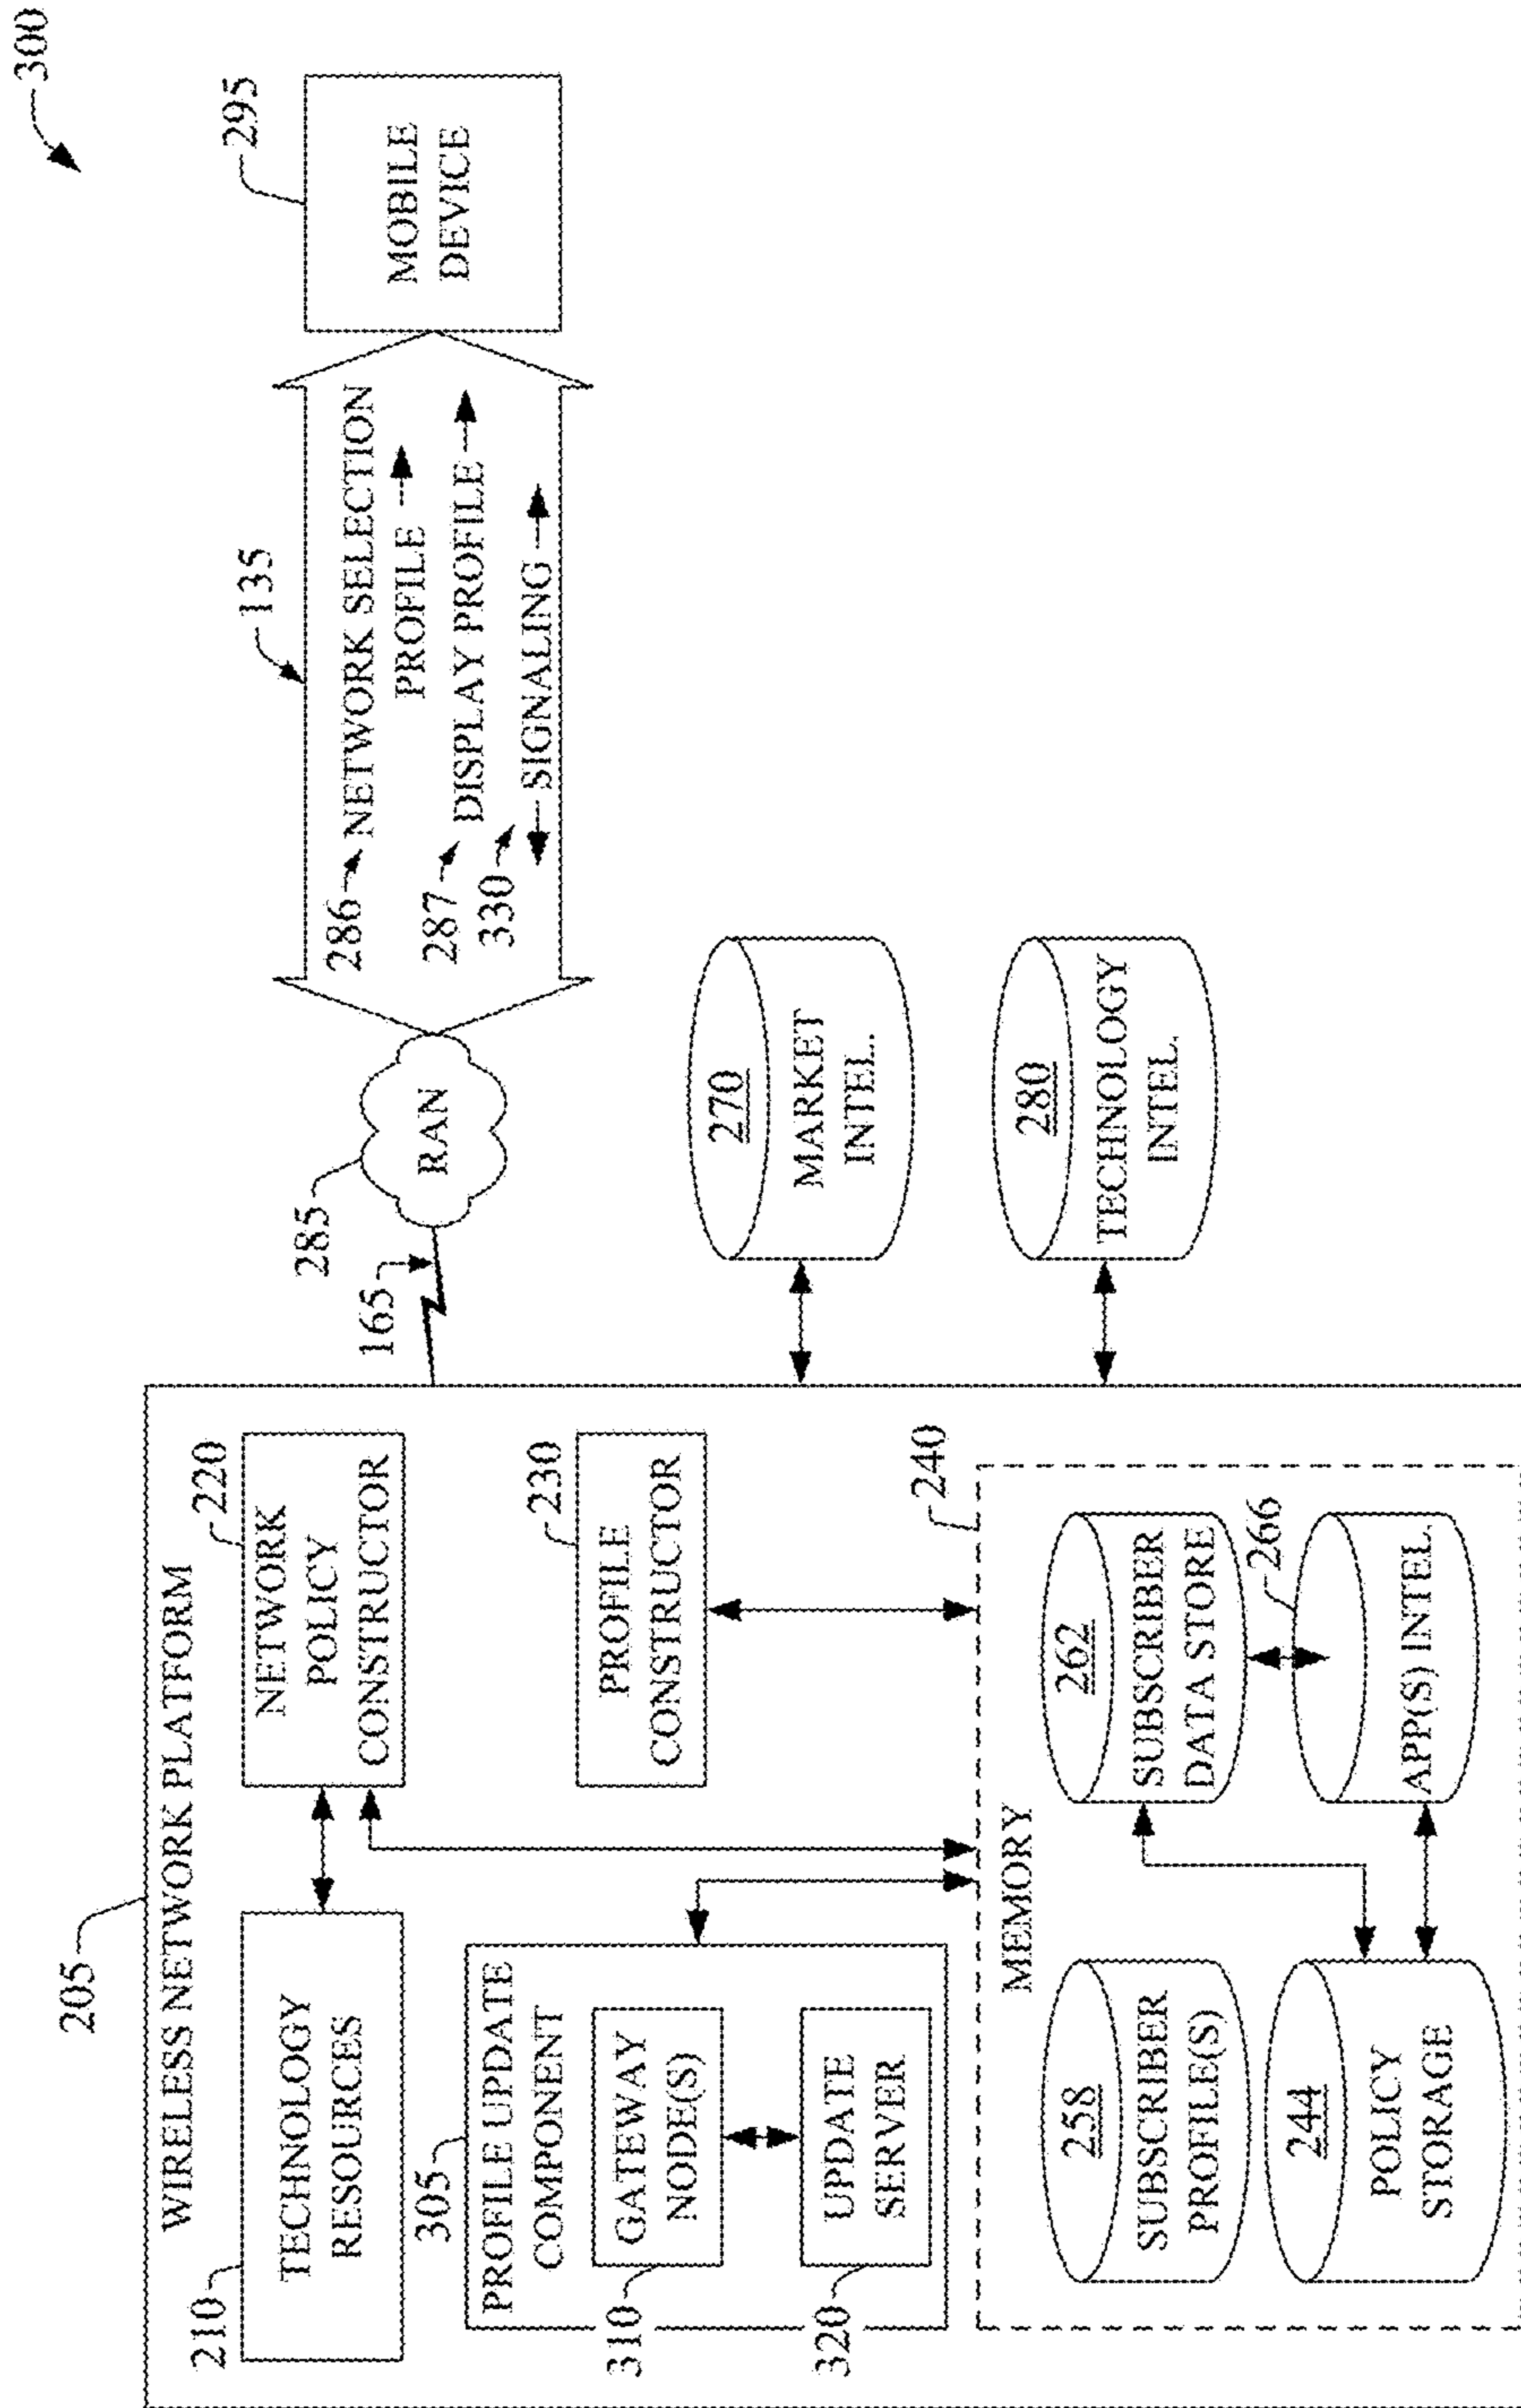 300
205
WIRELESS NETWORK PLATFORM
210
TECHNOLOGY
RESOURCES
220
NETWORK
POLICY
CONSTRUCTOR
305
PROFILE UPDATE
COMPONENT
310
GATEWAY
NODE(S)
320
UPDATE
SERVER
230
PROFILE
CONSTRUCTOR
240
MEMORY
258
SUBSCRIBER
PROFILE(S)
262
SUBSCRIBER
DATA STORE
266
244
POLICY
STORAGE
APP(S) INTEL.
165
285
RAN
135
286
NETWORK SELECTION
PROFILE
287
DISPLAY PROFILE
330
SIGNALING
295
MOBILE
DEVICE
270
MARKET
INTEL.
280
TECHNOLOGY
INTEL.